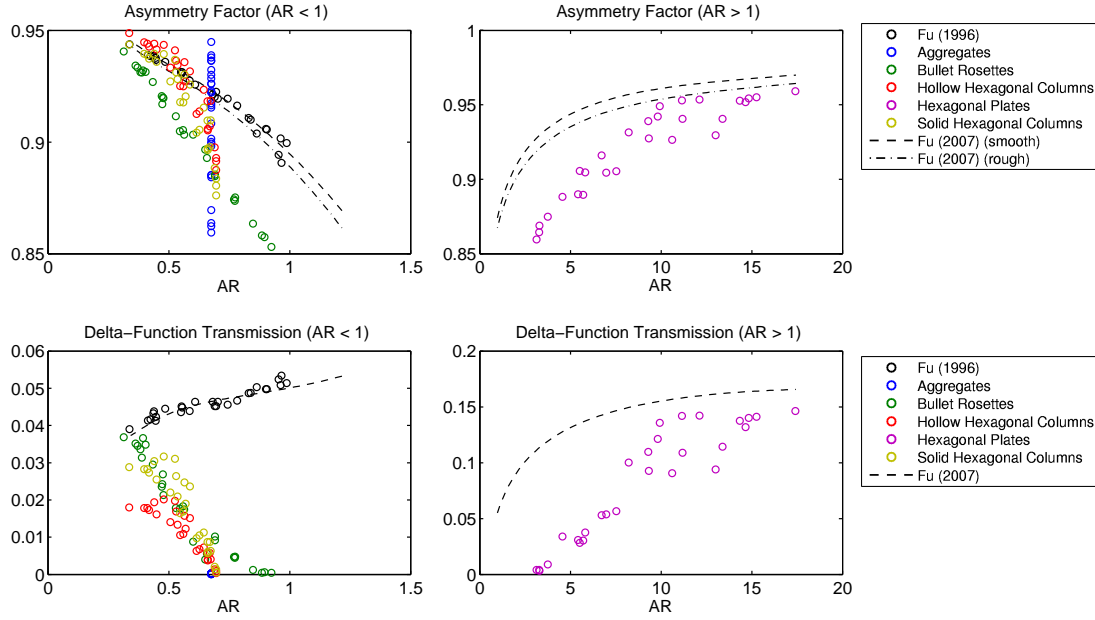 Asymmetry Factor (AR < 1)
0.95
0.9
0.85
0
0.5
1
1.5
AR
Asymmetry Factor (AR > 1)
1
0.95
0.9
0.85
0
5
10
15
20
AR
Fu (1996)
Aggregates
Bullet Rosettes
Hollow Hexagonal Columns
Hexagonal Plates
Solid Hexagonal Columns
Fu (2007) (smooth)
Fu (2007) (rough)
Delta−Function Transmission (AR < 1)
0.06
0.05
0.04
0.03
0.02
0.01
0
0
0.5
1
1.5
AR
Delta−Function Transmission (AR > 1)
0.2
0.15
0.1
0.05
0
0
5
10
15
20
AR
Fu (1996)
Aggregates
Bullet Rosettes
Hollow Hexagonal Columns
Hexagonal Plates
Solid Hexagonal Columns
Fu (2007)